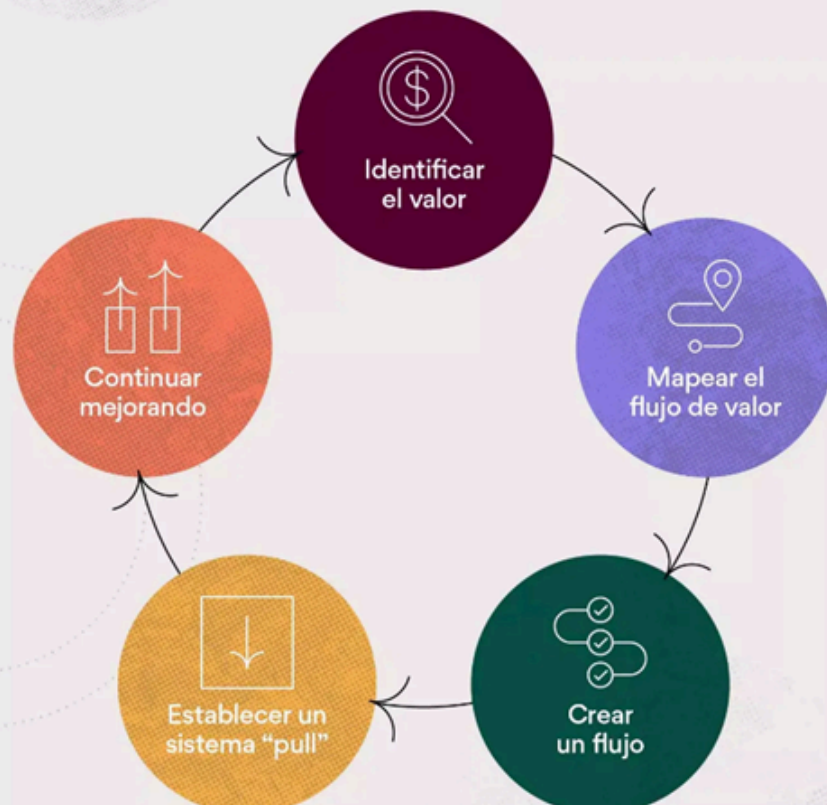 Identificar
el valor
Mapear el
flujo de valor
Crear
un flujo
Establecer un
sistema “pull”
Continuar
mejorando